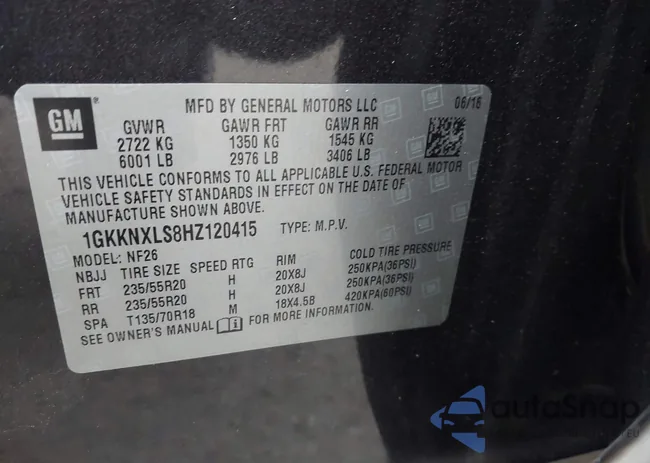 GM
MFD BY GENERAL MOTORS LLC 06/16
GVWR GAWR FRT GAWR RR
2722 KG 1350 KG 1545 KG
6001 LB 2976 LB 3406 LB
THIS VEHICLE CONFORMS TO ALL APPLICABLE U.S. FEDERAL MOTOR
VEHICLE SAFETY STANDARDS IN EFFECT ON THE DATE OF
MANUFACTURE SHOWN ABOVE.
1GKKNXLS8HZ120415 TYPE: M.P.V.
MODEL: NF26
NBJJ TIRE SIZE SPEED RTG RIM COLD TIRE PRESSURE
FRT 235/55R20 H 20X8J 250KPA(36PSI)
RR 235/55R20 H 20X8J 250KPA(36PSI)
SPA T135/70R18 M 18X4.5B 420KPA(60PSI)
SEE OWNER'S MANUAL FOR MORE INFORMATION.
autoSnap
EU